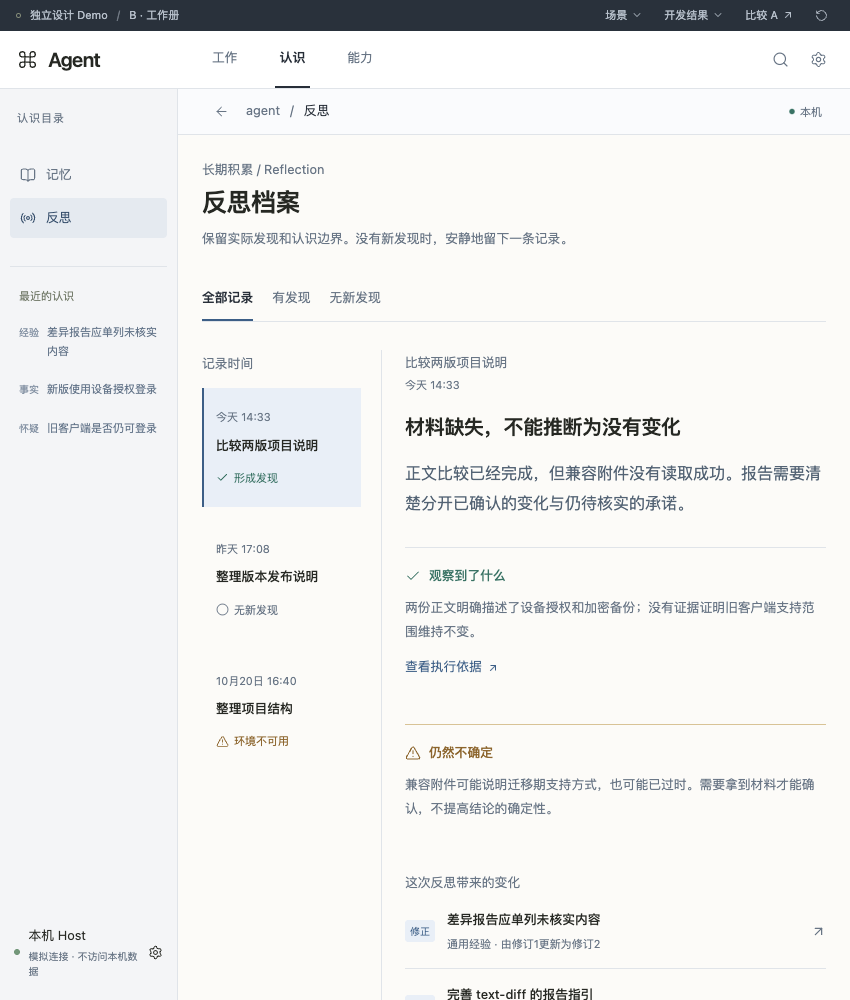 独立设计 Demo / B · 工作册
场景
开发结果
比较 A
Agent
工作
认识
能力
认识目录
记忆
反思
最近的认识
经验 差异报告应单列未核实
内容
事实 新版使用设备授权登录
怀疑 旧客户端是否仍可登录
本机 Host
模拟连接 · 不访问本机数
据
agent / 反思
本机
长期积累 / Reflection
反思档案
保留实际发现和认识边界。没有新发现时，安静地留下一条记录。
全部记录
有发现
无新发现
记录时间
今天 14:33
比较两版项目说明
形成发现
昨天 17:08
整理版本发布说明
无新发现
10月20日 16:40
整理项目结构
环境不可用
比较两版项目说明
今天 14:33
材料缺失，不能推断为没有变化
正文比较已经完成，但兼容附件没有读取成功。报告需要清
楚分开已确认的变化与仍待核实的承诺。
观察到了什么
两份正文明确描述了设备授权和加密备份；没有证据证明旧客户端支持范
围维持不变。
查看执行依据
仍然不确定
兼容附件可能说明迁移期支持方式，也可能已过时。需要拿到材料才能确
认，不提高结论的确定性。
这次反思带来的变化
修正
差异报告应单列未核实内容
通用经验 · 由修订1更新为修订2
完善 text-diff 的报告指引